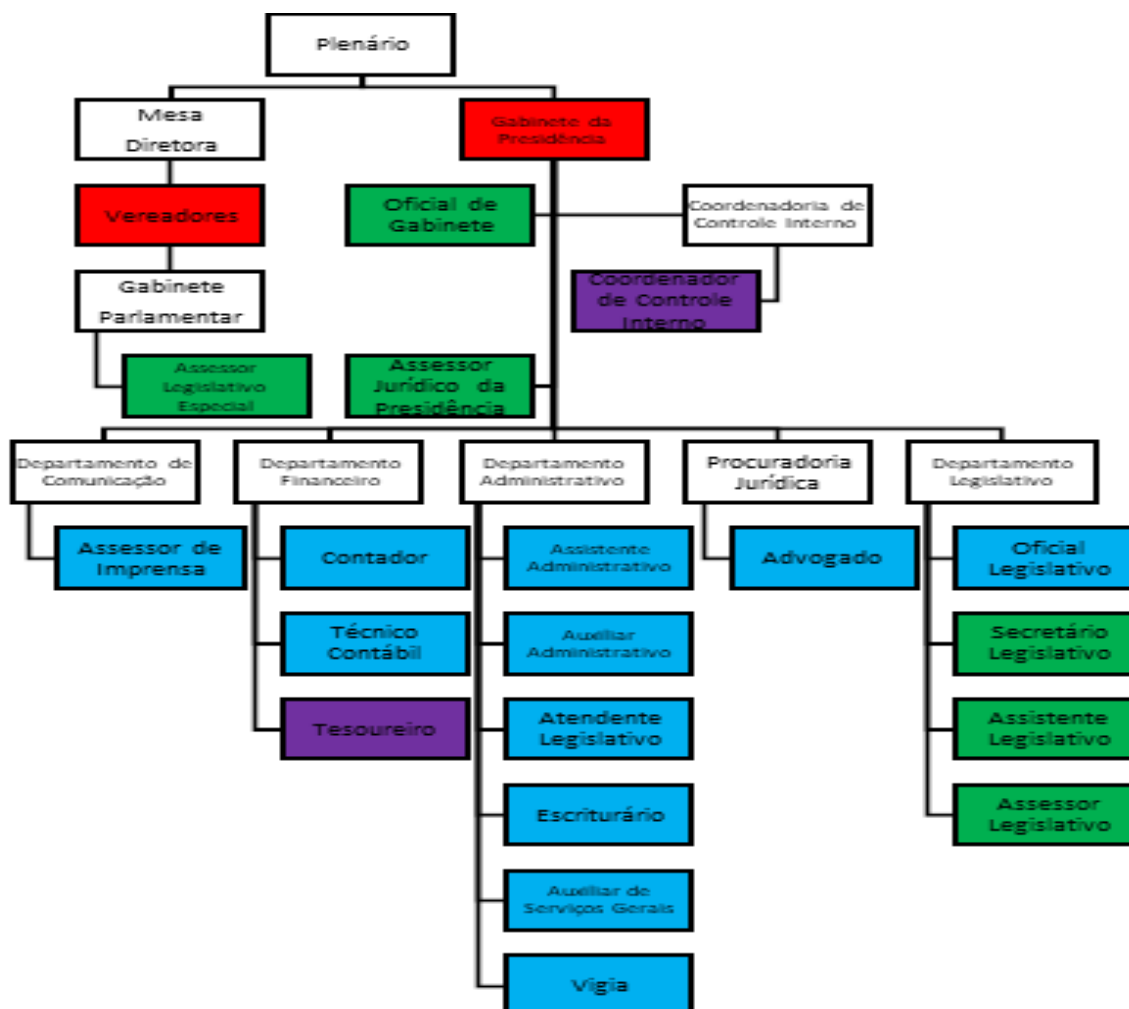 Plenário
Mesa
Diretora
Gabinete da
Presidência
Vereadores
Oficial de
Gabinete
Coordenadoria de
Controle Interno
Gabinete
Parlamentar
Coordenador
de Controle
Interno
Assessor
Legislativo
Especial
Assessor
Jurídico da
Presidência
Departamento de
Comunicação
Departamento
Financeiro
Departamento
Administrativo
Procuradoria
Jurídica
Departamento
Legislativo
Assessor de
Imprensa
Contador
Assistente
Administrativo
Advogado
Oficial
Legislativo
Técnico
Contábil
Auxiliar
Administrativo
Secretário
Legislativo
Tesoureiro
Atendente
Legislativo
Assistente
Legislativo
Escriturário
Assessor
Legislativo
Auxiliar de
Serviços Gerais
Vigia